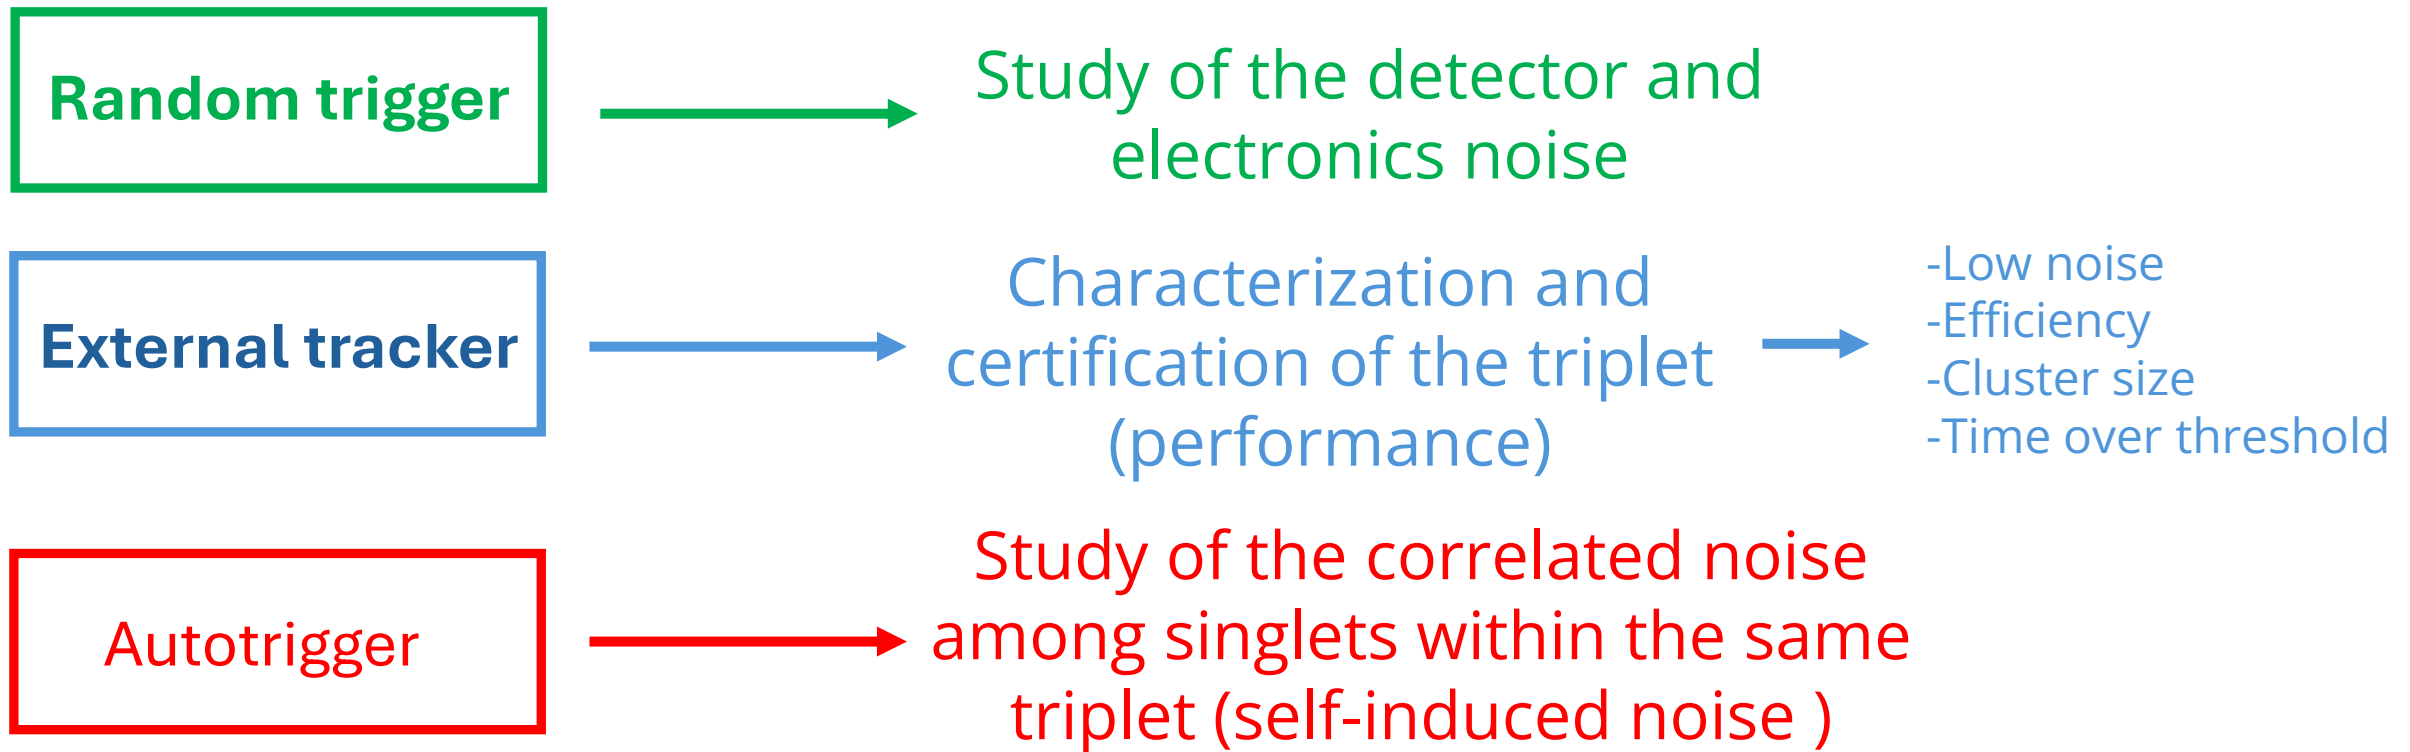 Random trigger
Study of the detector and
electronics noise
External tracker
Characterization and
certification of the triplet
(performance)
-Low noise
-Efficiency
-Cluster size
-Time over threshold
Autotrigger
Study of the correlated noise
among singlets within the same
triplet (self-induced noise )